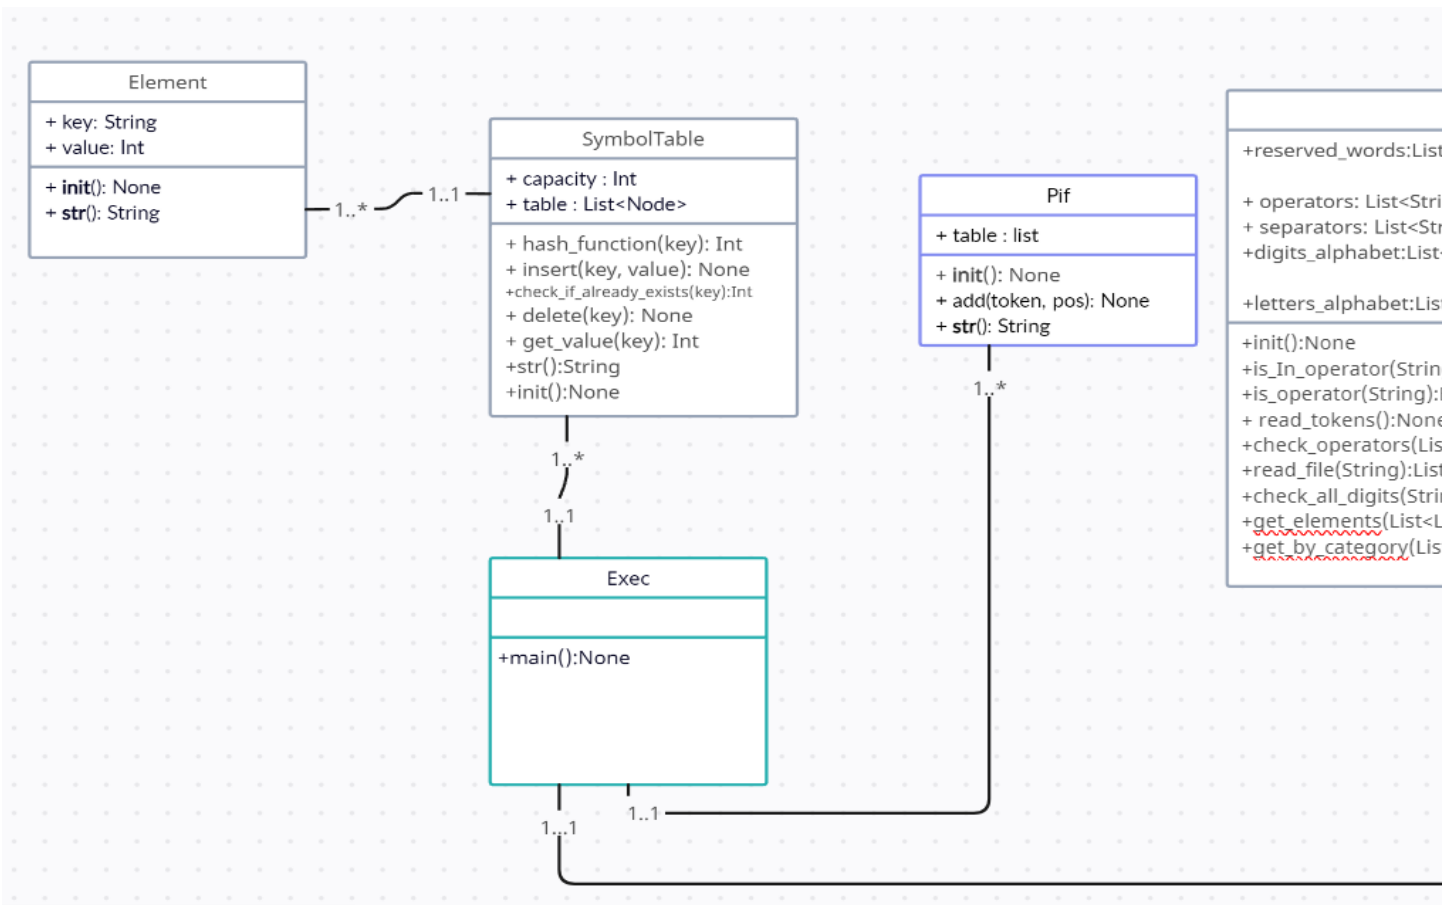 Element
+ key: String
+ value: Int
+ init(): None
+ str(): String
1..*
1..1
SymbolTable
+ capacity : Int
+ table : List<Node>
+ hash_function(key): Int
+ insert(key, value): None
+check_if_already_exists(key):Int
+ delete(key): None
+ get_value(key): Int
+str():String
+init():None
1..*
1..1
Exec
+main():None
1...1
1..1
Pif
+ table : list
+ init(): None
+ add(token, pos): None
+ str(): String
1..*
+reserved_words:List
+ operators: List<Stri
+ separators: List<Str
+digits_alphabet:List<
+letters_alphabet:List
+init():None
+is_In_operator(String
+is_operator(String):
+ read_tokens():None
+check_operators(Lis
+read_file(String):List
+check_all_digits(Strin
+get_elements(List<L
+get_by_category(Lis